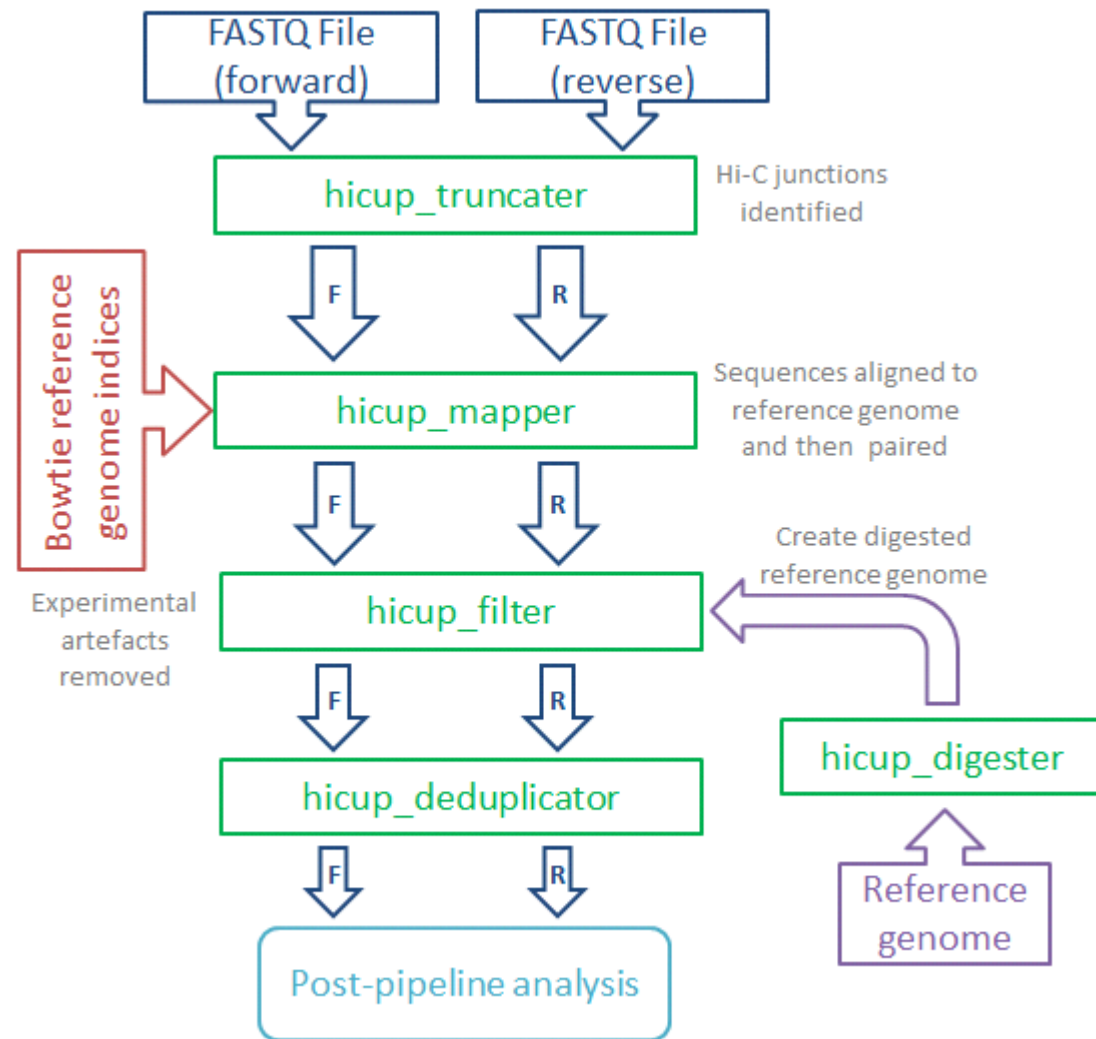 FASTQ File
(forward)
FASTQ File
(reverse)
hicup_truncater
Hi-C junctions
identified
F
R
Bowtie reference
genome indices
hicup_mapper
Sequences aligned to
reference genome
and then paired
F
R
Create digested
reference genome
Experimental
artefacts
removed
hicup_filter
F
R
hicup_digester
hicup_deduplicator
F
R
Reference
genome
Post-pipeline analysis